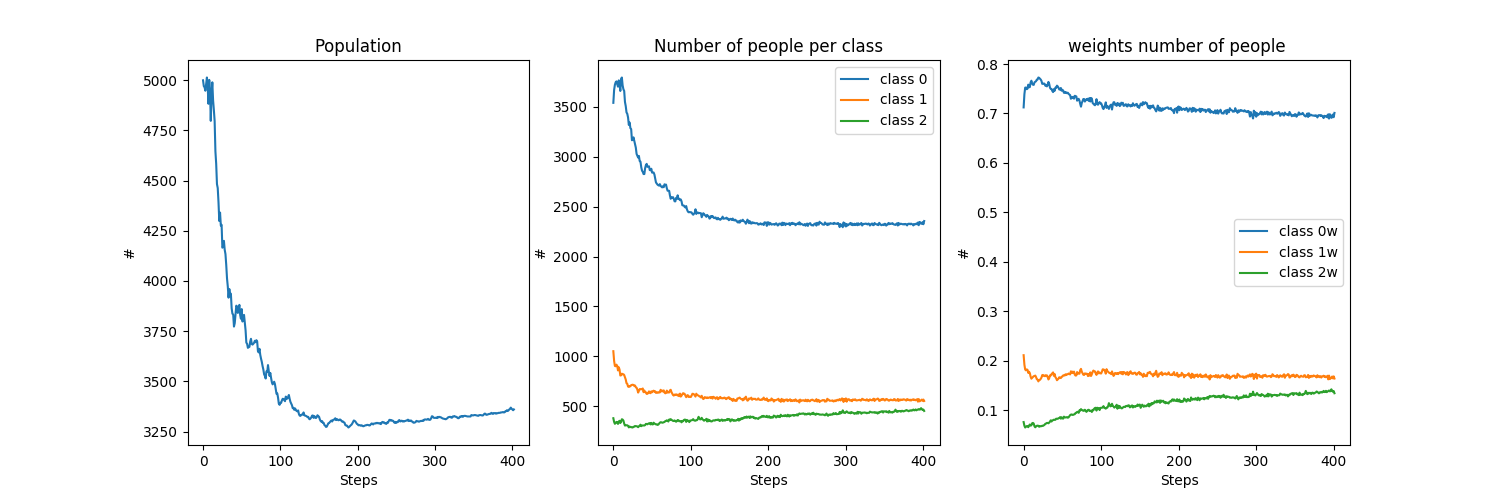 Population
5000
4750
4500
4250
4000
3750
3500
3250
#
0 100 200 300 400
Steps
Number of people per class
3500
3000
2500
2000
1500
1000
500
#
class 0
class 1
class 2
0 100 200 300 400
Steps
weights number of people
0.8
0.7
0.6
0.5
0.4
0.3
0.2
0.1
#
class 0w
class 1w
class 2w
0 100 200 300 400
Steps